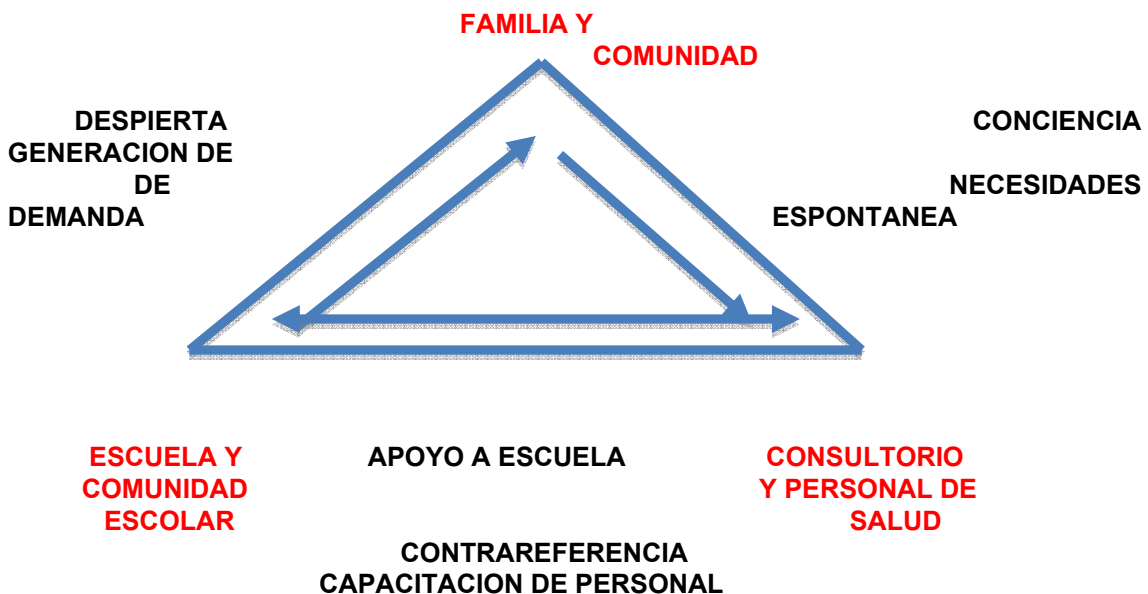 FAMILIA Y
COMUNIDAD
DESPIERTA CONCIENCIA
GENERACION DE
DE NECESIDADES
DEMANDA ESPONTANEA
ESCUELA Y APOYO A ESCUELA CONSULTORIO
COMUNIDAD Y PERSONAL DE
ESCOLAR SALUD
CONTRAREFERENCIA
CAPACITACION DE PERSONAL